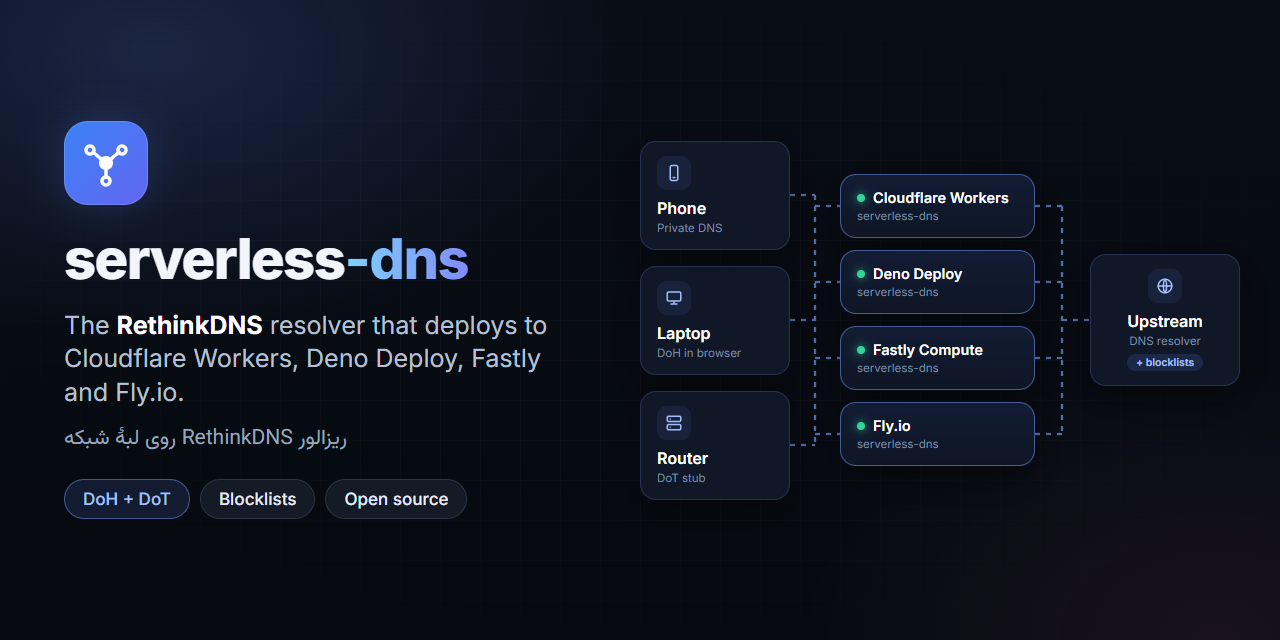 serverless-dns
The RethinkDNS resolver that deploys to
Cloudflare Workers, Deno Deploy, Fastly
and Fly.io.
ریزالور RethinkDNS روی لبهٔ شبکه
DoH + DoT
Blocklists
Open source
Phone
Private DNS
Laptop
DoH in browser
Router
DoT stub
Cloudflare Workers
serverless-dns
Deno Deploy
serverless-dns
Fastly Compute
serverless-dns
Fly.io
serverless-dns
Upstream
DNS resolver
+ blocklists